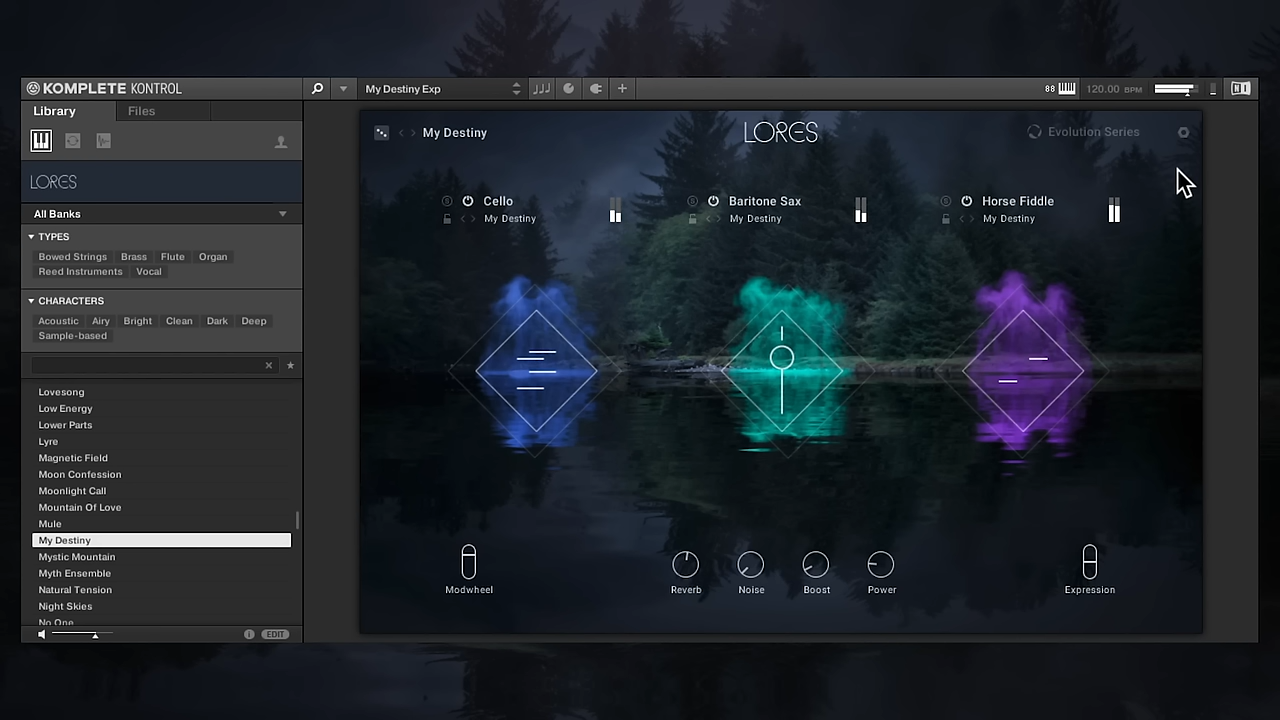 KOMPLETE KONTROL
My Destiny Exp
88
120.00 BPM
Library
Files
LORES
All Banks
TYPES
Bowed Strings Brass Flute Organ
Reed Instruments Vocal
CHARACTERS
Acoustic Airy Bright Clean Dark Deep
Sample-based
Lovesong
Low Energy
Lower Parts
Lyre
Magnetic Field
Moon Confession
Moonlight Call
Mountain Of Love
Mule
My Destiny
Mystic Mountain
Myth Ensemble
Natural Tension
Night Skies
No One
EDIT
My Destiny
LORES
Evolution Series
S Cello
My Destiny
S Baritone Sax
My Destiny
S Horse Fiddle
My Destiny
Modwheel
Reverb
Noise
Boost
Power
Expression